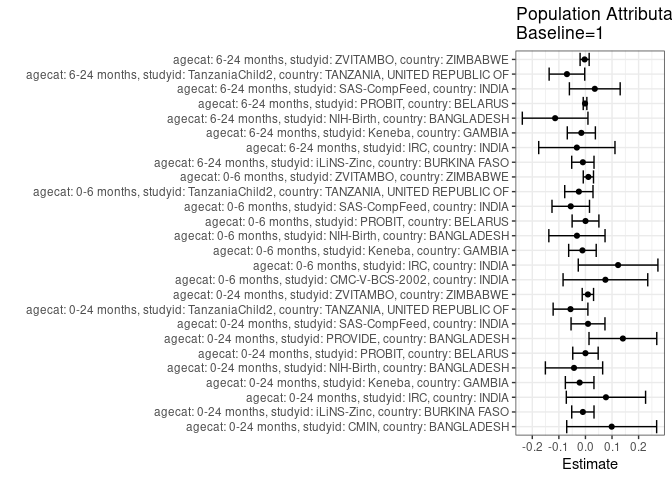 Population Attributa
Baseline=1
agecat: 6-24 months, studyid: ZVITAMBO, country: ZIMBABWE
agecat: 6-24 months, studyid: TanzaniaChild2, country: TANZANIA, UNITED REPUBLIC OF
agecat: 6-24 months, studyid: SAS-CompFeed, country: INDIA
agecat: 6-24 months, studyid: PROBIT, country: BELARUS
agecat: 6-24 months, studyid: NIH-Birth, country: BANGLADESH
agecat: 6-24 months, studyid: Keneba, country: GAMBIA
agecat: 6-24 months, studyid: IRC, country: INDIA
agecat: 6-24 months, studyid: iLiNS-Zinc, country: BURKINA FASO
agecat: 0-6 months, studyid: ZVITAMBO, country: ZIMBABWE
agecat: 0-6 months, studyid: TanzaniaChild2, country: TANZANIA, UNITED REPUBLIC OF
agecat: 0-6 months, studyid: SAS-CompFeed, country: INDIA
agecat: 0-6 months, studyid: PROBIT, country: BELARUS
agecat: 0-6 months, studyid: NIH-Birth, country: BANGLADESH
agecat: 0-6 months, studyid: Keneba, country: GAMBIA
agecat: 0-6 months, studyid: IRC, country: INDIA
agecat: 0-6 months, studyid: CMC-V-BCS-2002, country: INDIA
agecat: 0-24 months, studyid: ZVITAMBO, country: ZIMBABWE
agecat: 0-24 months, studyid: TanzaniaChild2, country: TANZANIA, UNITED REPUBLIC OF
agecat: 0-24 months, studyid: SAS-CompFeed, country: INDIA
agecat: 0-24 months, studyid: PROVIDE, country: BANGLADESH
agecat: 0-24 months, studyid: PROBIT, country: BELARUS
agecat: 0-24 months, studyid: NIH-Birth, country: BANGLADESH
agecat: 0-24 months, studyid: Keneba, country: GAMBIA
agecat: 0-24 months, studyid: IRC, country: INDIA
agecat: 0-24 months, studyid: iLiNS-Zinc, country: BURKINA FASO
agecat: 0-24 months, studyid: CMIN, country: BANGLADESH
-0.2 -0.1 0.0 0.1 0.2
Estimate